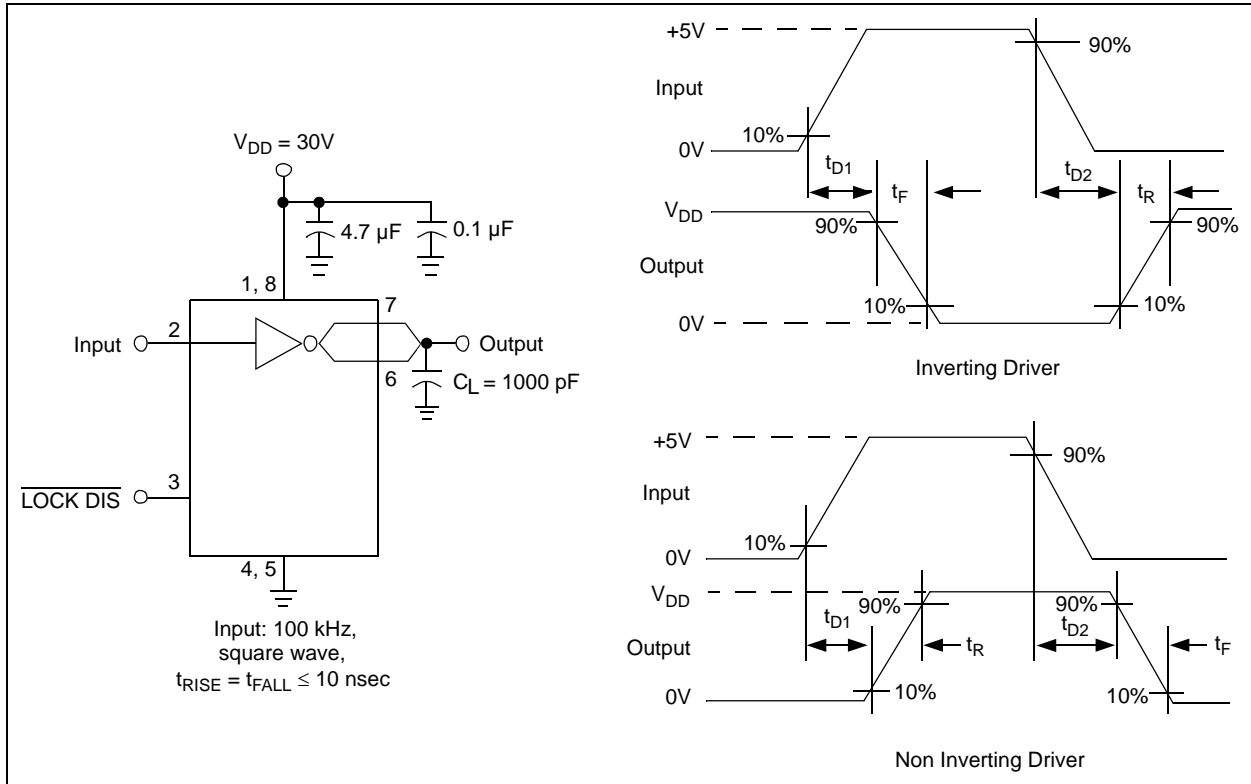 V_DD = 30V
4.7 µF
0.1 µF
1, 8
7
2
Input
Output
6
C_L = 1000 pF
3
LOCK DIS
4, 5
Input: 100 kHz,
square wave,
t_RISE = t_FALL ≤ 10 nsec
+5V
90%
Input
10%
0V
t_D1
t_D2
t_F
t_R
V_DD
90%
90%
Output
10%
10%
0V
Inverting Driver
+5V
90%
Input
10%
0V
V_DD
90%
90%
t_D1
t_D2
Output
t_R
t_F
10%
10%
0V
Non Inverting Driver